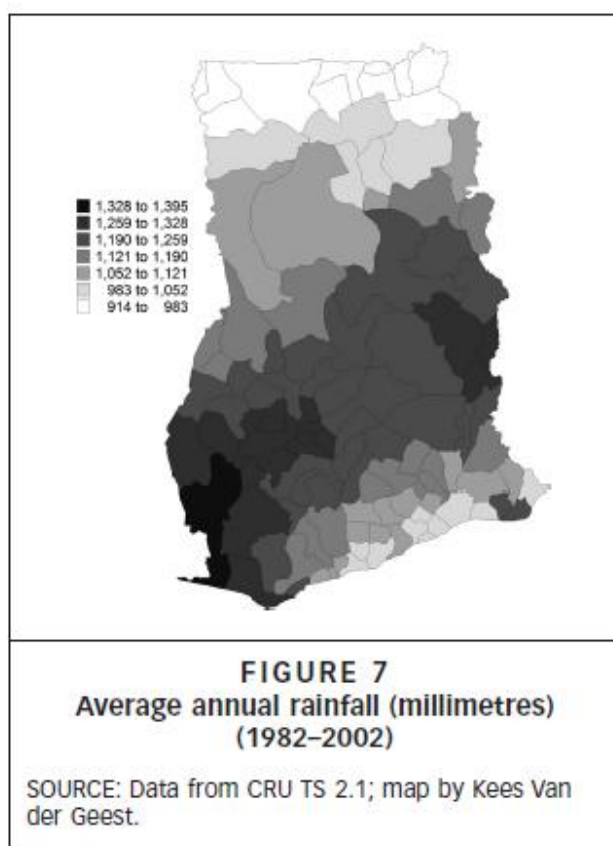 1,328 to 1,395
1,259 to 1,328
1,190 to 1,259
1,121 to 1,190
1,052 to 1,121
983 to 1,052
914 to 983
FIGURE 7
Average annual rainfall (millimetres)
(1982–2002)
SOURCE: Data from CRU TS 2.1; map by Kees Van
der Geest.